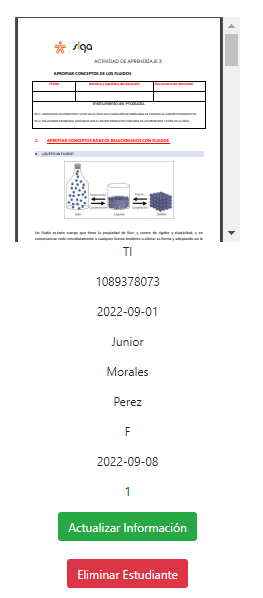 siga
ACTIVIDAD DE APRENDIZAJE 3:
APROPIAR CONCEPTOS DE LOS FLUIDOS
FECHA Nombre y Apellidos del Aprendiz Documento de Identidad
Instrumento de Producto.
1. APROPIAR CONCEPTOS BÁSICOS RELACIONADOS CON FLUIDOS
¿QUÉ ES UN FLUIDO?
Gas Líquido Sólido
Un fluido es todo cuerpo que tiene la propiedad de fluir, y carece de rigidez y elasticidad, y en
consecuencia cede inmediatamente a cualquier fuerza tendente a alterar su forma y adoptando así la
TI
1089378073
2022-09-01
Junior
Morales
Perez
F
2022-09-08
1
Actualizar Información
Eliminar Estudiante